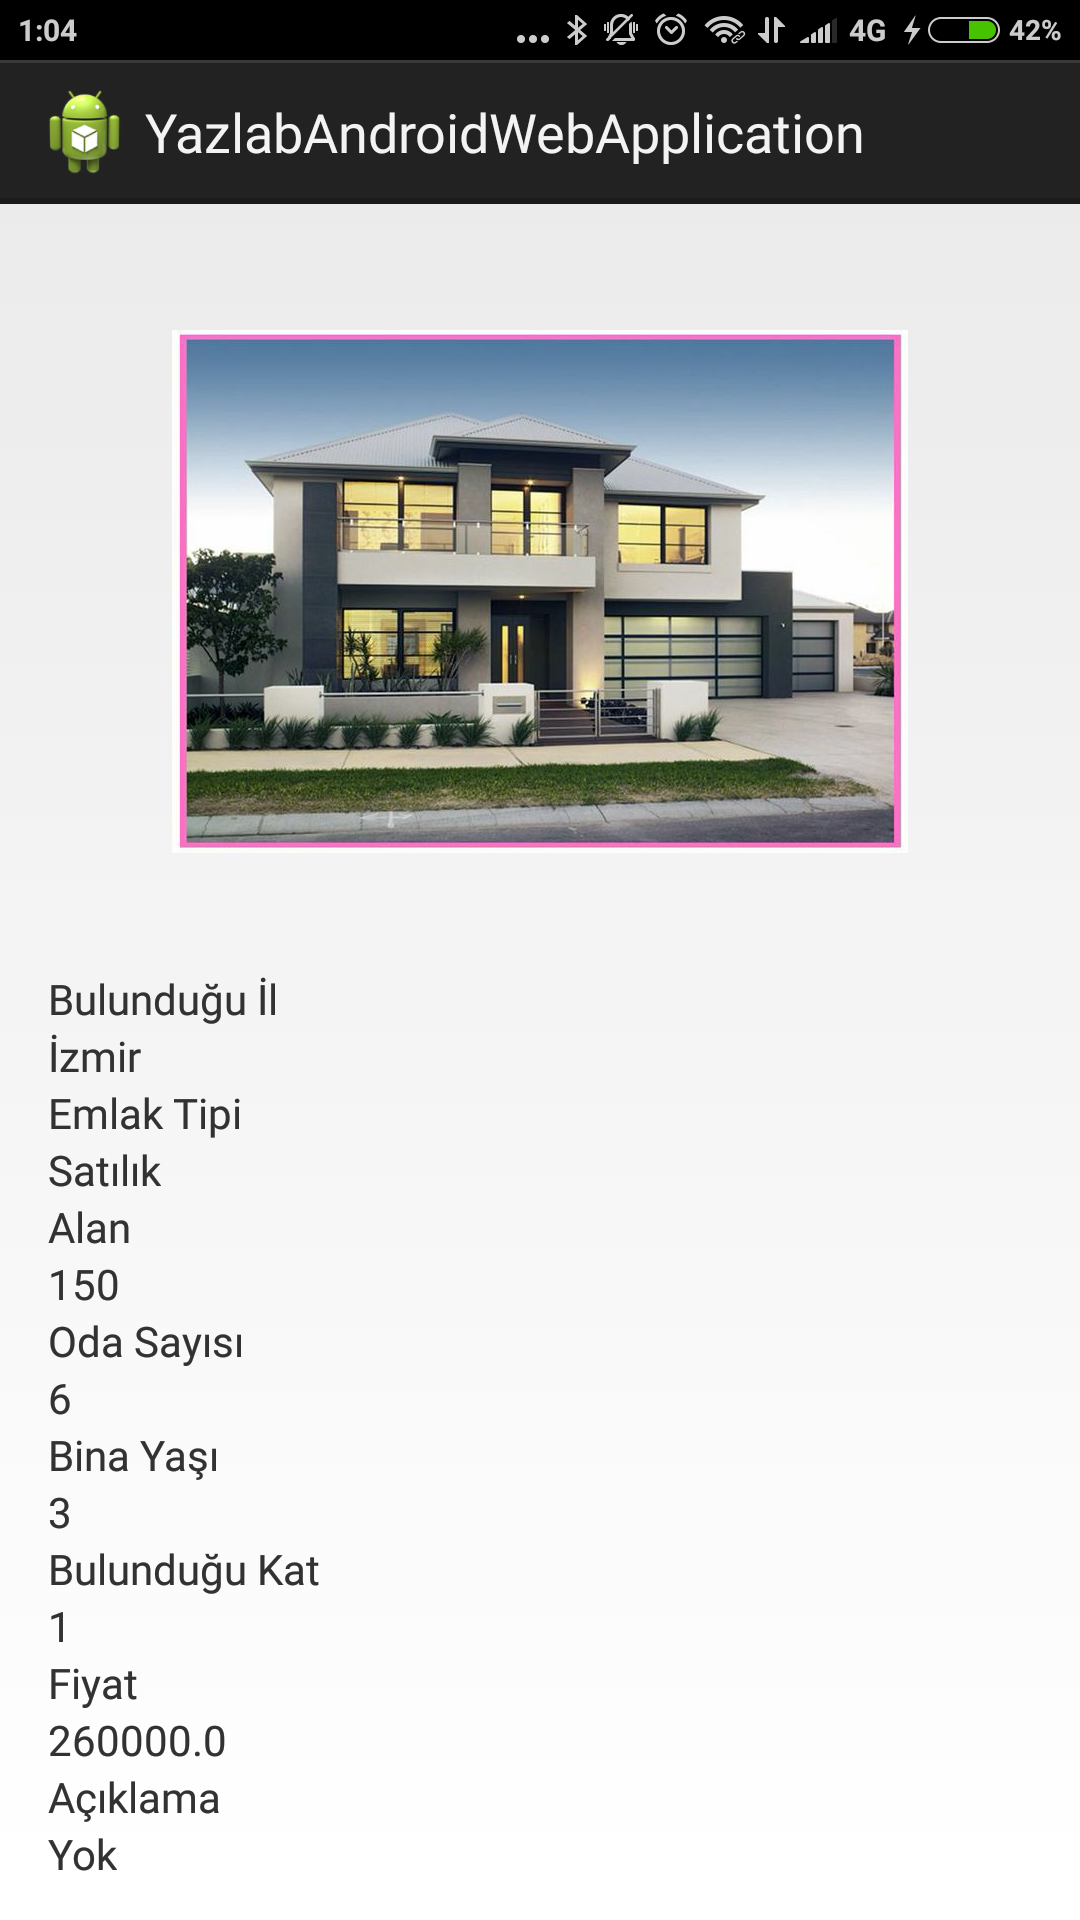 1:04
... 4G 42%
YazlabAndroidWebApplication
Bulunduğu İl
İzmir
Emlak Tipi
Satılık
Alan
150
Oda Sayısı
6
Bina Yaşı
3
Bulunduğu Kat
1
Fiyat
260000.0
Açıklama
Yok